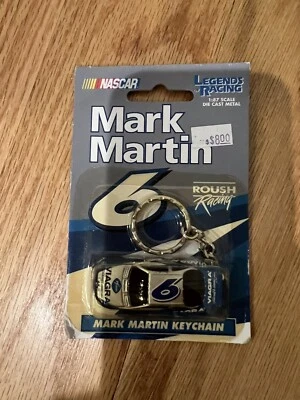 NASCAR
LEGENDS
OF RACING
1:87 SCALE
DIE CAST METAL
Mark
Martin
$8.00
6
ROUSH
Racing
VIAGRA
6
VIAGRA
MARK MARTIN KEYCHAIN